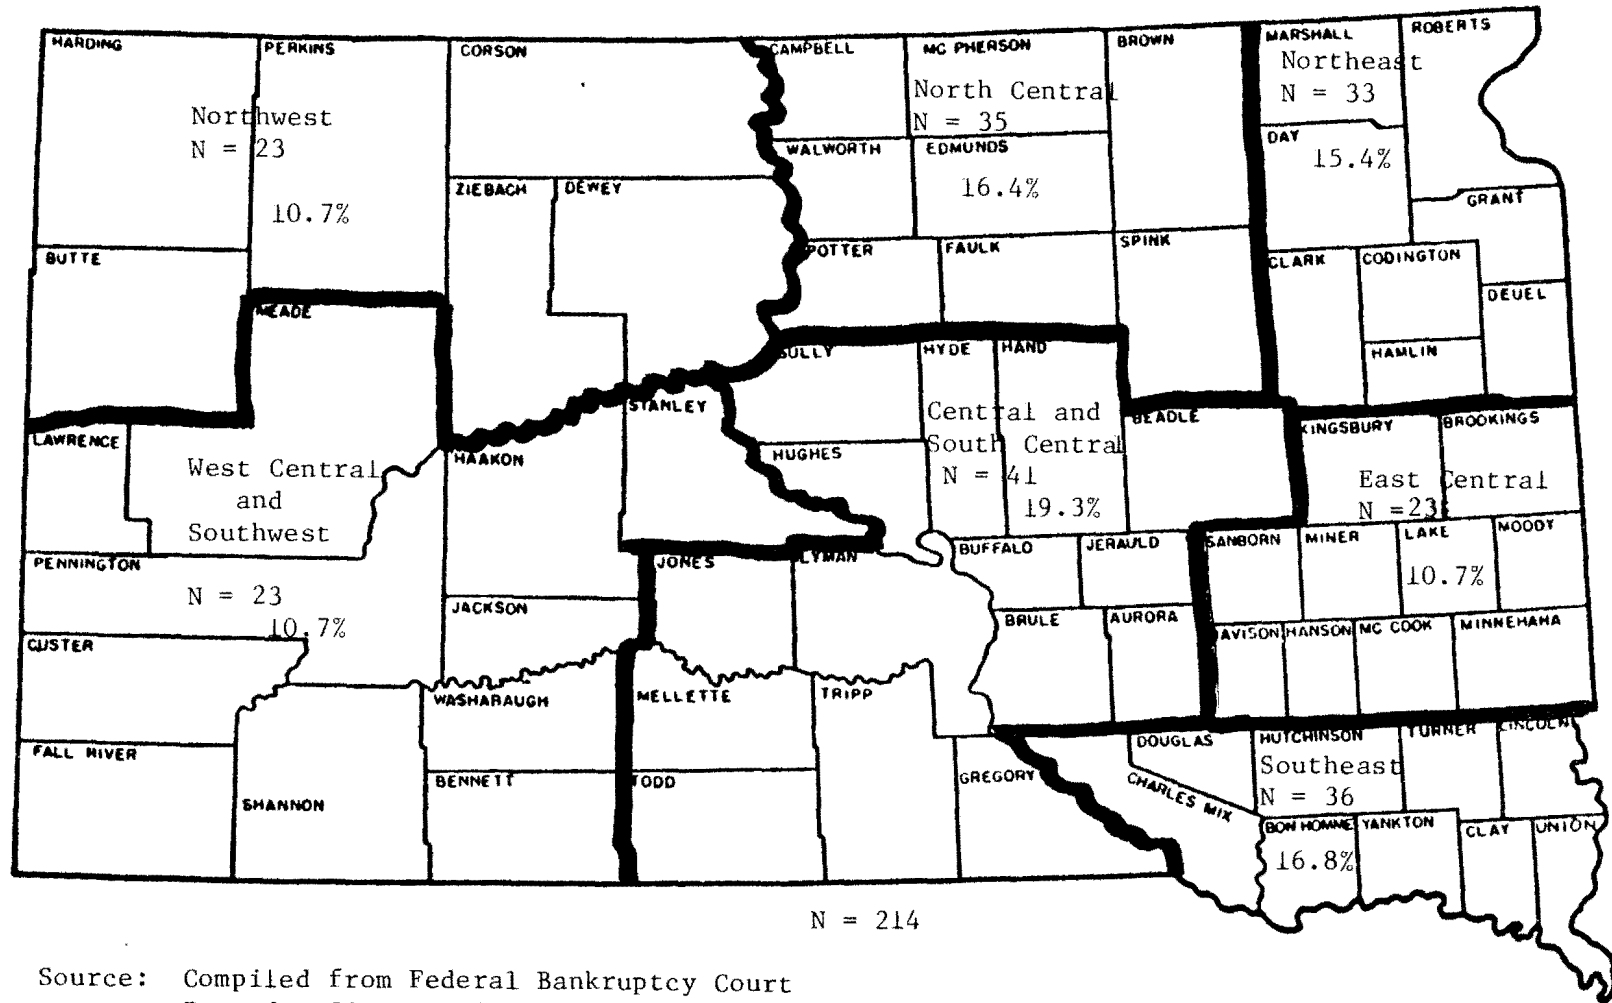 HARDING
PERKINS
CORSON
CAMPBELL
MC PHERSON
BROWN
MARSHALL
ROBERTS
Northwest
N = 23
10.7%
North Central
N = 35
16.4%
Northeast
N = 33
15.4%
WALWORTH
EDMUNDS
DAY
GRANT
ZIEBACH
DEWEY
BUTTE
POTTER
FAULK
SPINK
CLARK
CODINGTON
DEUEL
HAMLIN
MEADE
SULLY
HYDE
HAND
STANLEY
BEADLE
KINGSBURY
BROOKINGS
LAWRENCE
HAAKON
HUGHES
Central and
South Central
N = 41
19.3%
West Central
and
Southwest
N = 23
10.7%
East Central
N =23
10.7%
PENNINGTON
JACKSON
JONES
LYMAN
BUFFALO
JERAULD
SANBORN
MINER
LAKE
MOODY
CUSTER
BRULE
AURORA
AVISON
HANSON
MC COOK
MINNEHAHA
WASHABAUGH
MELLETTE
TRIPP
FALL RIVER
SHANNON
BENNETT
TODD
GREGORY
DOUGLAS
CHARLES MIX
HUTCHINSON
TURNER
LINCOLN
Southeast
N = 36
16.8%
BON HOMME
YANKTON
CLAY
UNION
N = 214
Source: Compiled from Federal Bankruptcy Court